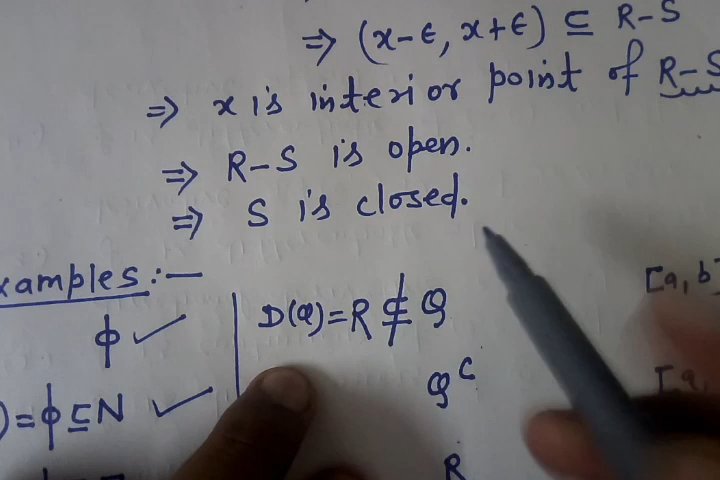 ⇒ (x-ϵ, x+ϵ) ⊆ R-S
⇒ x is interior point of R-S
⇒ R-S is open.
⇒ S is closed.
xamples:—
ϕ ✓
D(Q)=R ⊈ Q
[a, b]
Q^C
[a,
)=ϕ⊆N ✓
R